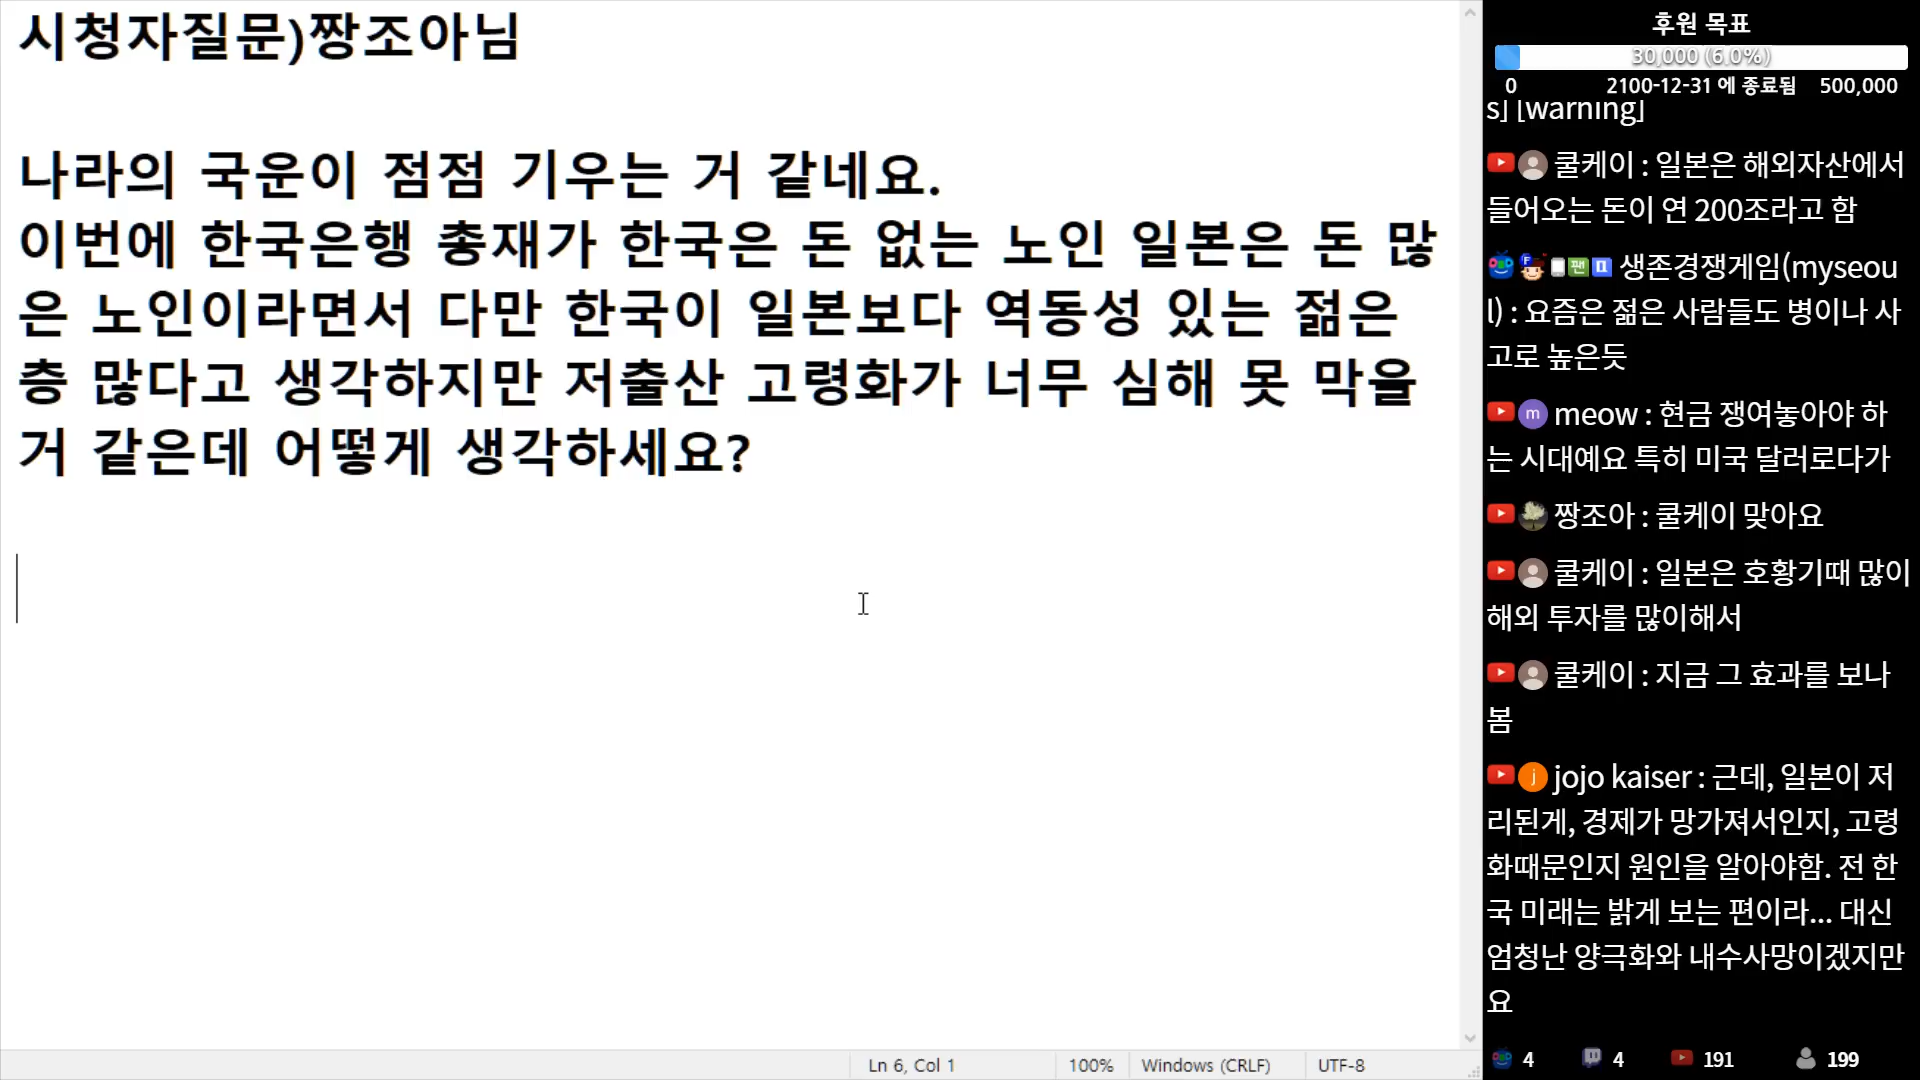 시청자질문)짱조아님
나라의 국운이 점점 기우는 거 같네요.
이번에 한국은행 총재가 한국은 돈 없는 노인 일본은 돈 많
은 노인이라면서 다만 한국이 일본보다 역동성 있는 젊은
층 많다고 생각하지만 저출산 고령화가 너무 심해 못 막을
거 같은데 어떻게 생각하세요?
Ln 6, Col 1
100%
Windows (CRLF)
UTF-8
후원 목표
30,000 (6.0%)
0 2100-12-31 에 종료됨 500,000
s] [warning]
쿨케이 : 일본은 해외자산에서
들어오는 돈이 연 200조라고 함
생존경쟁게임(myseou
l) : 요즘은 젊은 사람들도 병이나 사
고로 높은듯
meow : 현금 쟁여놓아야 하
는 시대예요 특히 미국 달러로다가
짱조아 : 쿨케이 맞아요
쿨케이 : 일본은 호황기때 많이
해외 투자를 많이해서
쿨케이 : 지금 그 효과를 보나
봄
jojo kaiser : 근데, 일본이 저
리된게, 경제가 망가져서인지, 고령
화때문인지 원인을 알아야함. 전 한
국 미래는 밝게 보는 편이라... 대신
엄청난 양극화와 내수사망이겠지만
요
4 4 191 199